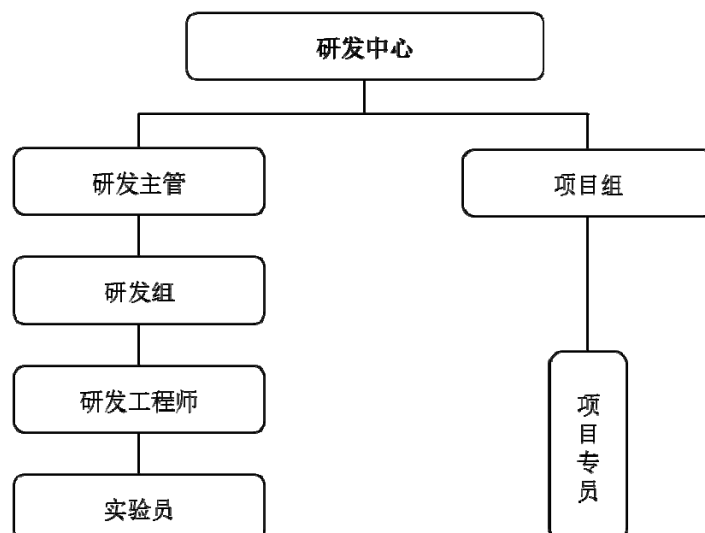 研发中心
研发主管
项目组
研发组
研发工程师
项目专员
实验员